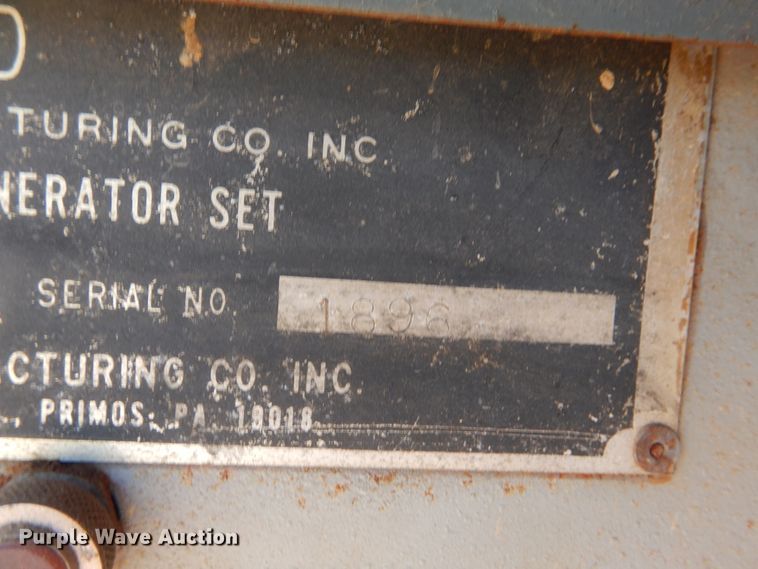 TURING CO. INC.
NERATOR SET
SERIAL NO. 1896
CTURING CO. INC.
PRIMOS, PA 19018
Purple Wave Auction